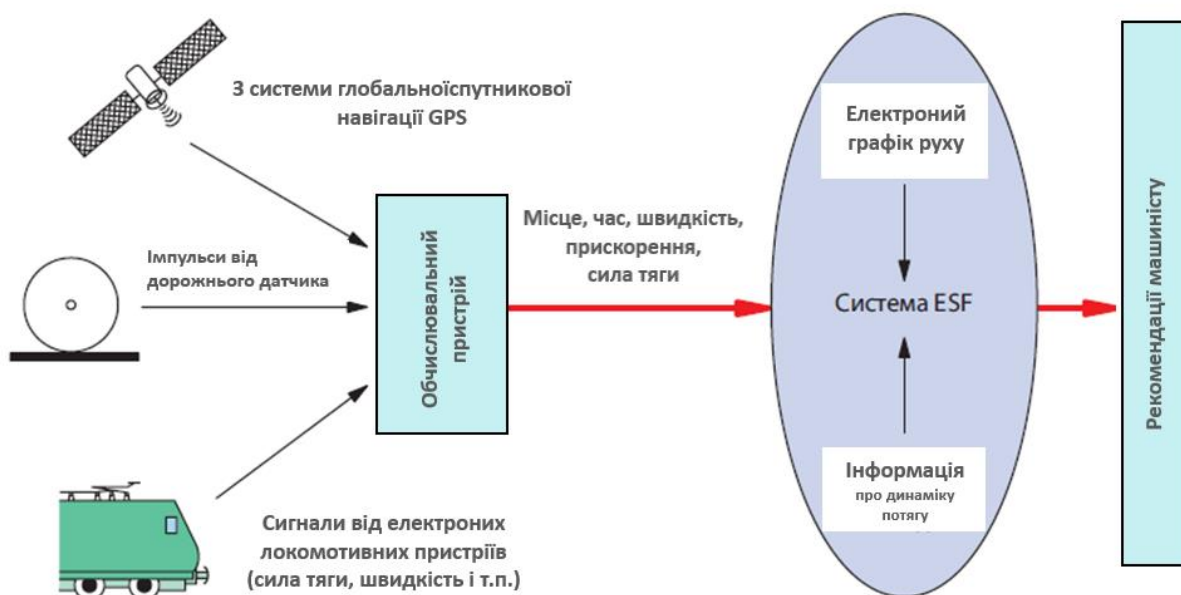 З системи глобальноїспутникової
навігації GPS
Імпульси від
дорожнього датчика
Сигнали від електроних
локомотивних пристріїв
(сила тяги, швидкість і т.п.)
Обчислювальний
пристрій
Місце, час, швидкість,
прискорення,
сила тяги
Електроний
графік руху
Система ESF
Інформація
про динаміку
потягу
Рекомендації машиністу